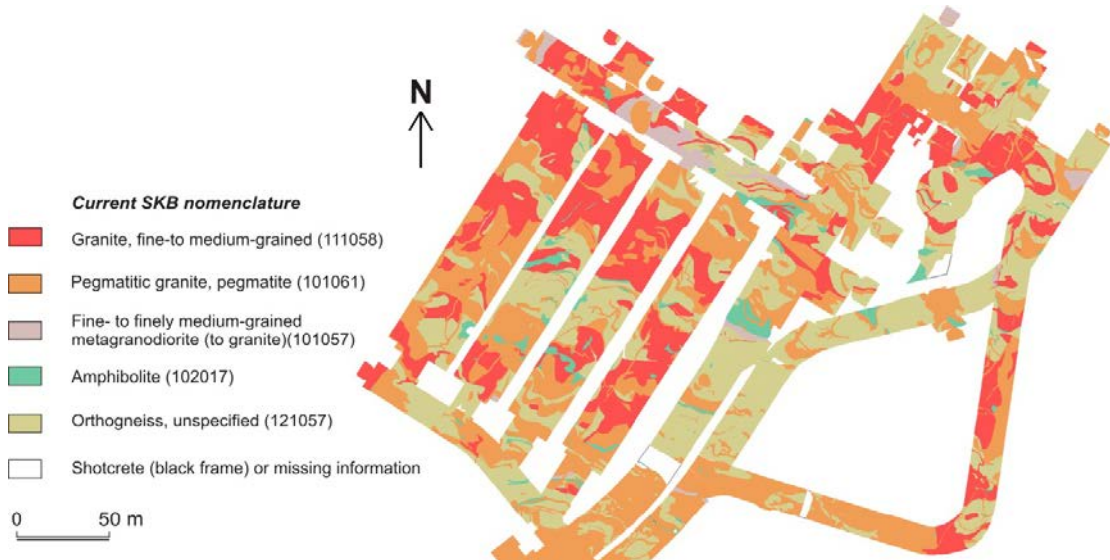 N
Current SKB nomenclature
Granite, fine-to medium-grained (111058)
Pegmatitic granite, pegmatite (101061)
Fine- to finely medium-grained
metagranodiorite (to granite)(101057)
Amphibolite (102017)
Orthogneiss, unspecified (121057)
Shotcrete (black frame) or missing information
0 50 m